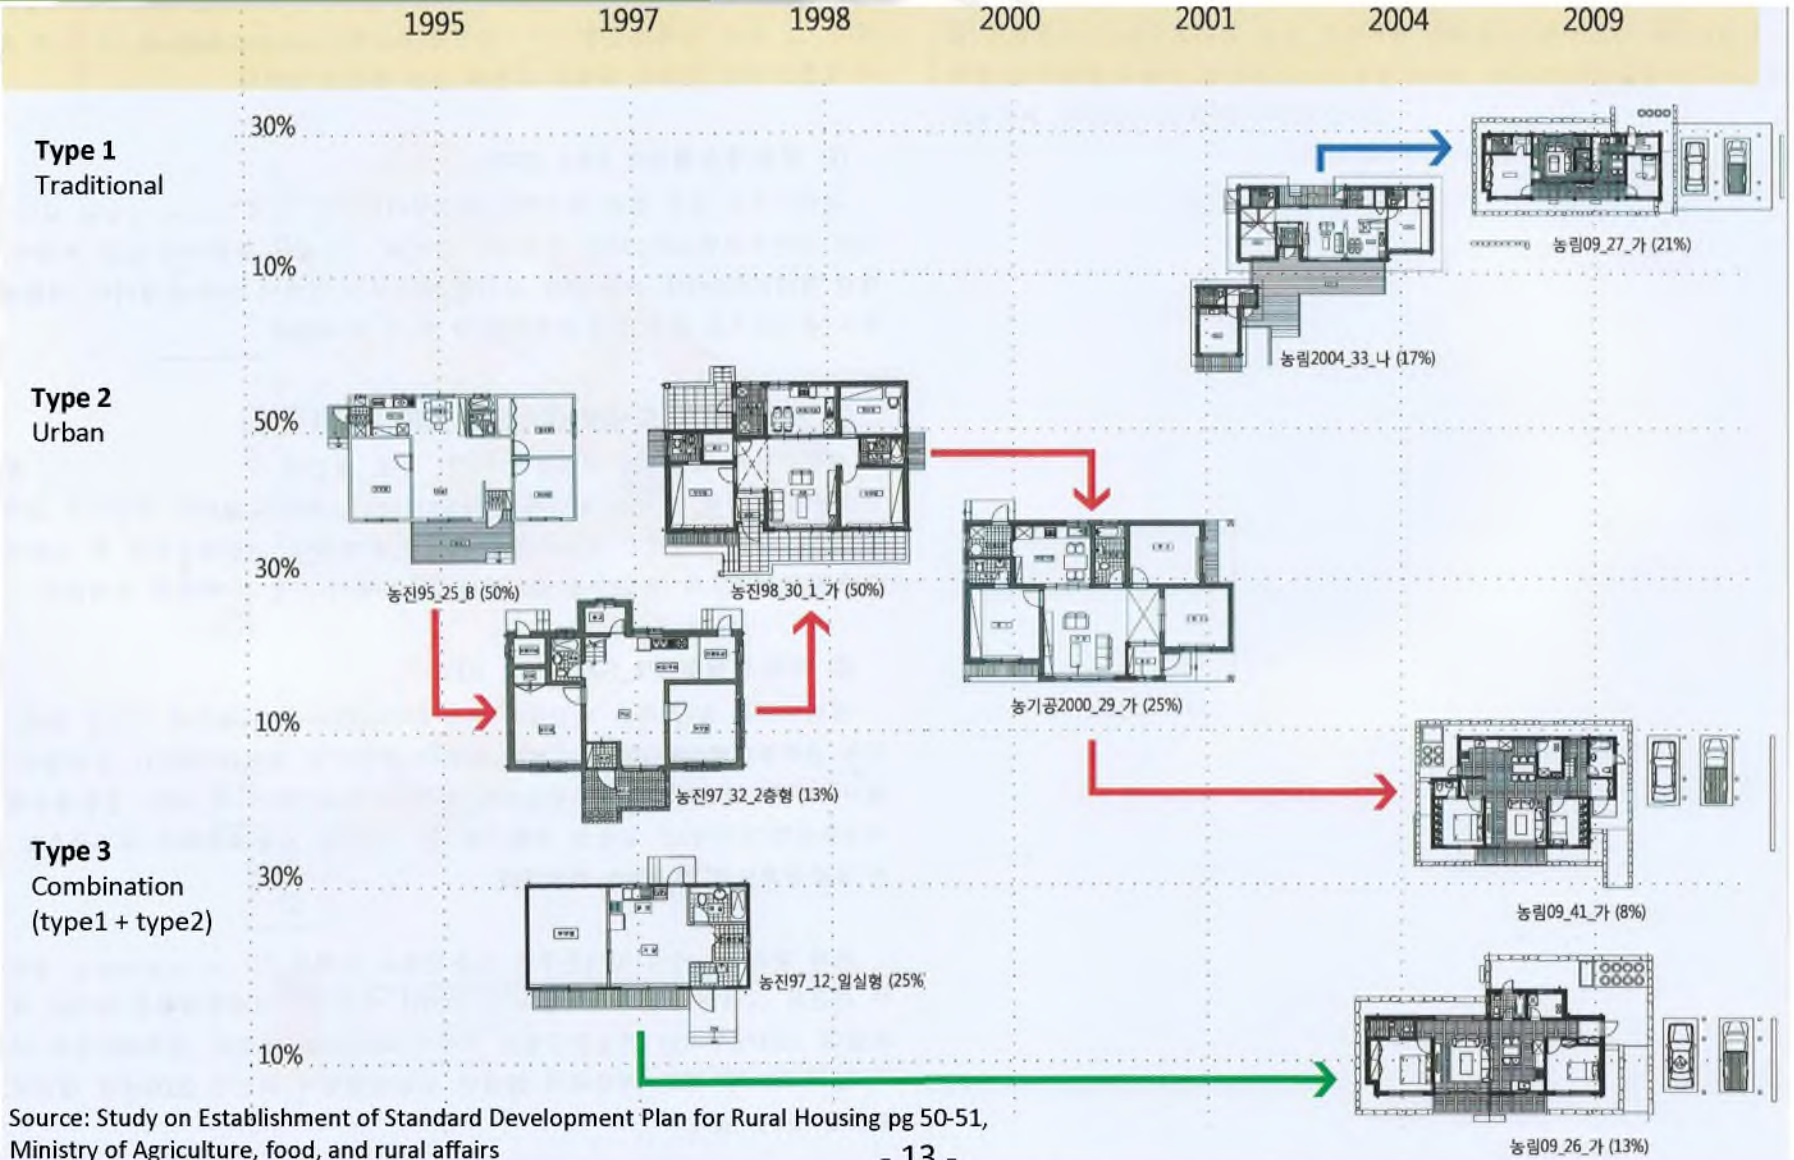 1995 1997 1998 2000 2001 2004 2009
30%
Type 1
Traditional
10%
농림09_27_가 (21%)
농림2004_33_나 (17%)
Type 2
Urban
50%
30%
농진95_25_B (50%)
농진98_30_1_가 (50%)
10%
농기공2000_29_가 (25%)
농진97_32_2층형 (13%)
Type 3
Combination
(type1 + type2)
30%
농림09_41_가 (8%)
농진97_12_일실형 (25%
10%
농림09_26_가 (13%)
Source: Study on Establishment of Standard Development Plan for Rural Housing pg 50-51,
Ministry of Agriculture, food, and rural affairs
- 13 -